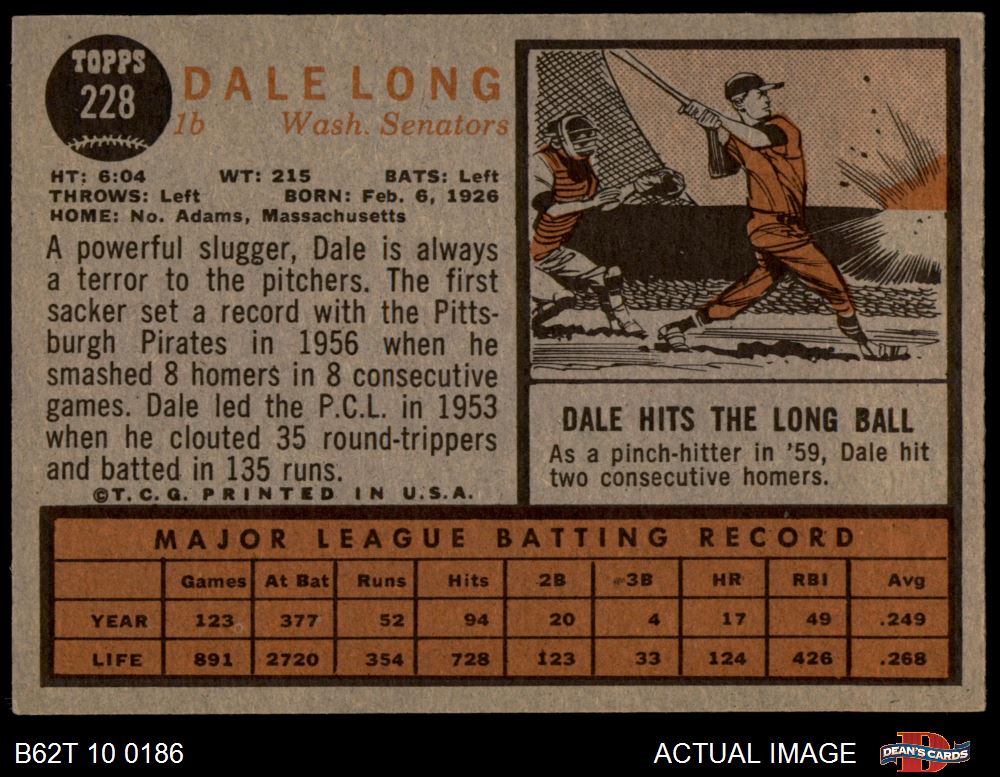 TOPPS
228
DALE LONG
1b Wash. Senators
HT: 6:04 WT: 215 BATS: Left
THROWS: Left BORN: Feb. 6, 1926
HOME: No. Adams, Massachusetts
A powerful slugger, Dale is always
a terror to the pitchers. The first
sacker set a record with the Pitts-
burgh Pirates in 1956 when he
smashed 8 homers in 8 consecutive
games. Dale led the P.C.L. in 1953
when he clouted 35 round-trippers
and batted in 135 runs.
©T.C.G. PRINTED IN U.S.A.
DALE HITS THE LONG BALL
As a pinch-hitter in '59, Dale hit
two consecutive homers.
MAJOR LEAGUE BATTING RECORD
Games At Bat Runs Hits 2B 3B HR RBI Avg
YEAR 123 377 52 94 20 4 17 49 .249
LIFE 891 2720 354 728 123 33 124 426 .268
B62T 10 0186 ACTUAL IMAGE
DEAN'S CARDS